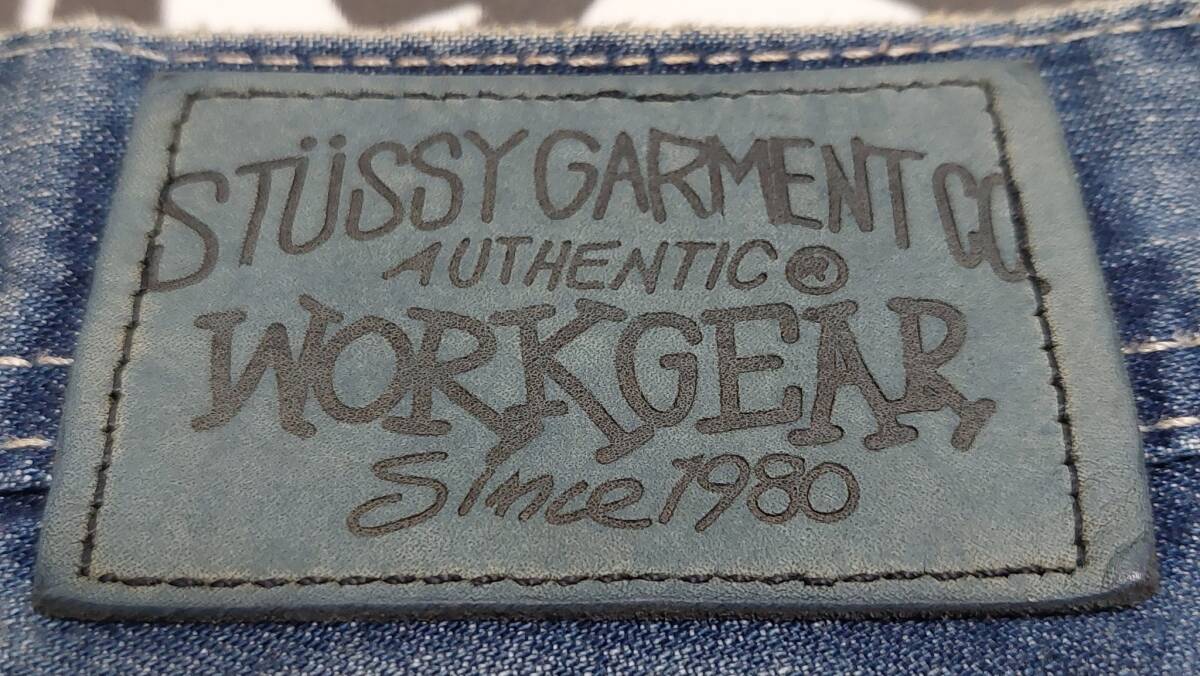 STÜSSY GARMENT CO
AUTHENTIC ®
WORKGEAR
Since 1980